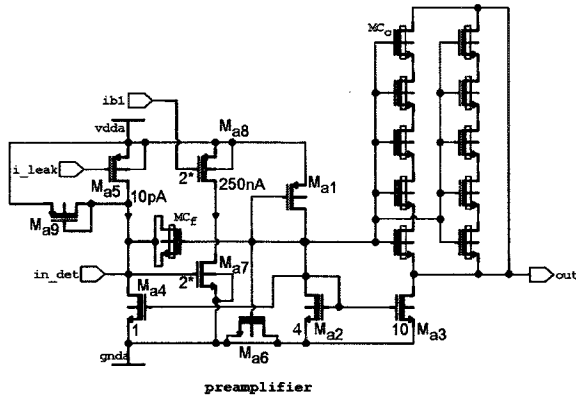 MCo
ib1
vdda
Ma8
i_leak
Ma5
2*
250nA
Ma1
10pA
Ma9
MCf
in_det
Ma4
Ma7
2*
out
1
4
Ma2
10
Ma3
Ma6
gnda
preamplifier